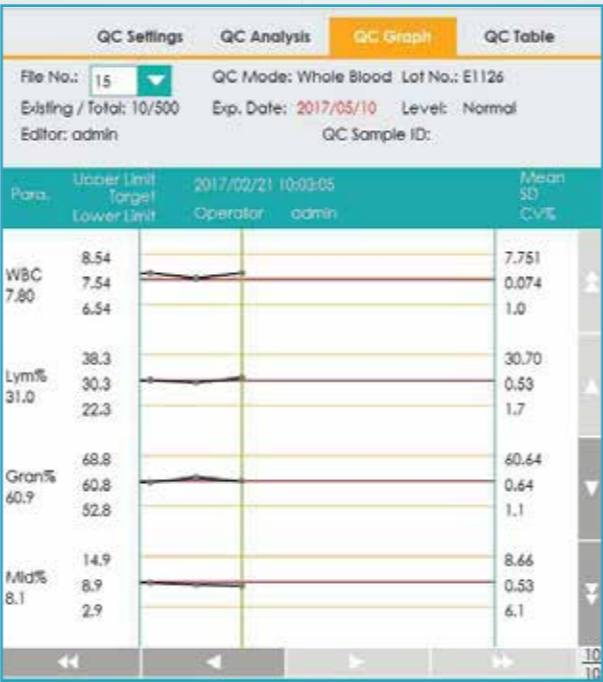 QC Settings QC Analysis QC Graph QC Table
File No.: 15 QC Mode: Whole Blood Lot No.: E1126
Existing / Total: 10/500 Exp. Date: 2017/05/10 Level: Normal
Editor: admin QC Sample ID:
Para. Upper Limit 2017/02/21 10:03:05 Mean
Target SD
Lower Limit Operator admin CV%
8.54 7.751
WBC 7.54 0.074
7.80 6.54 1.0
38.3 30.70
Lym% 30.3 0.53
31.0 22.3 1.7
68.8 60.64
Gran% 60.8 0.64
60.9 52.8 1.1
14.9 8.66
Mid% 8.9 0.53
8.1 2.9 6.1
10
10